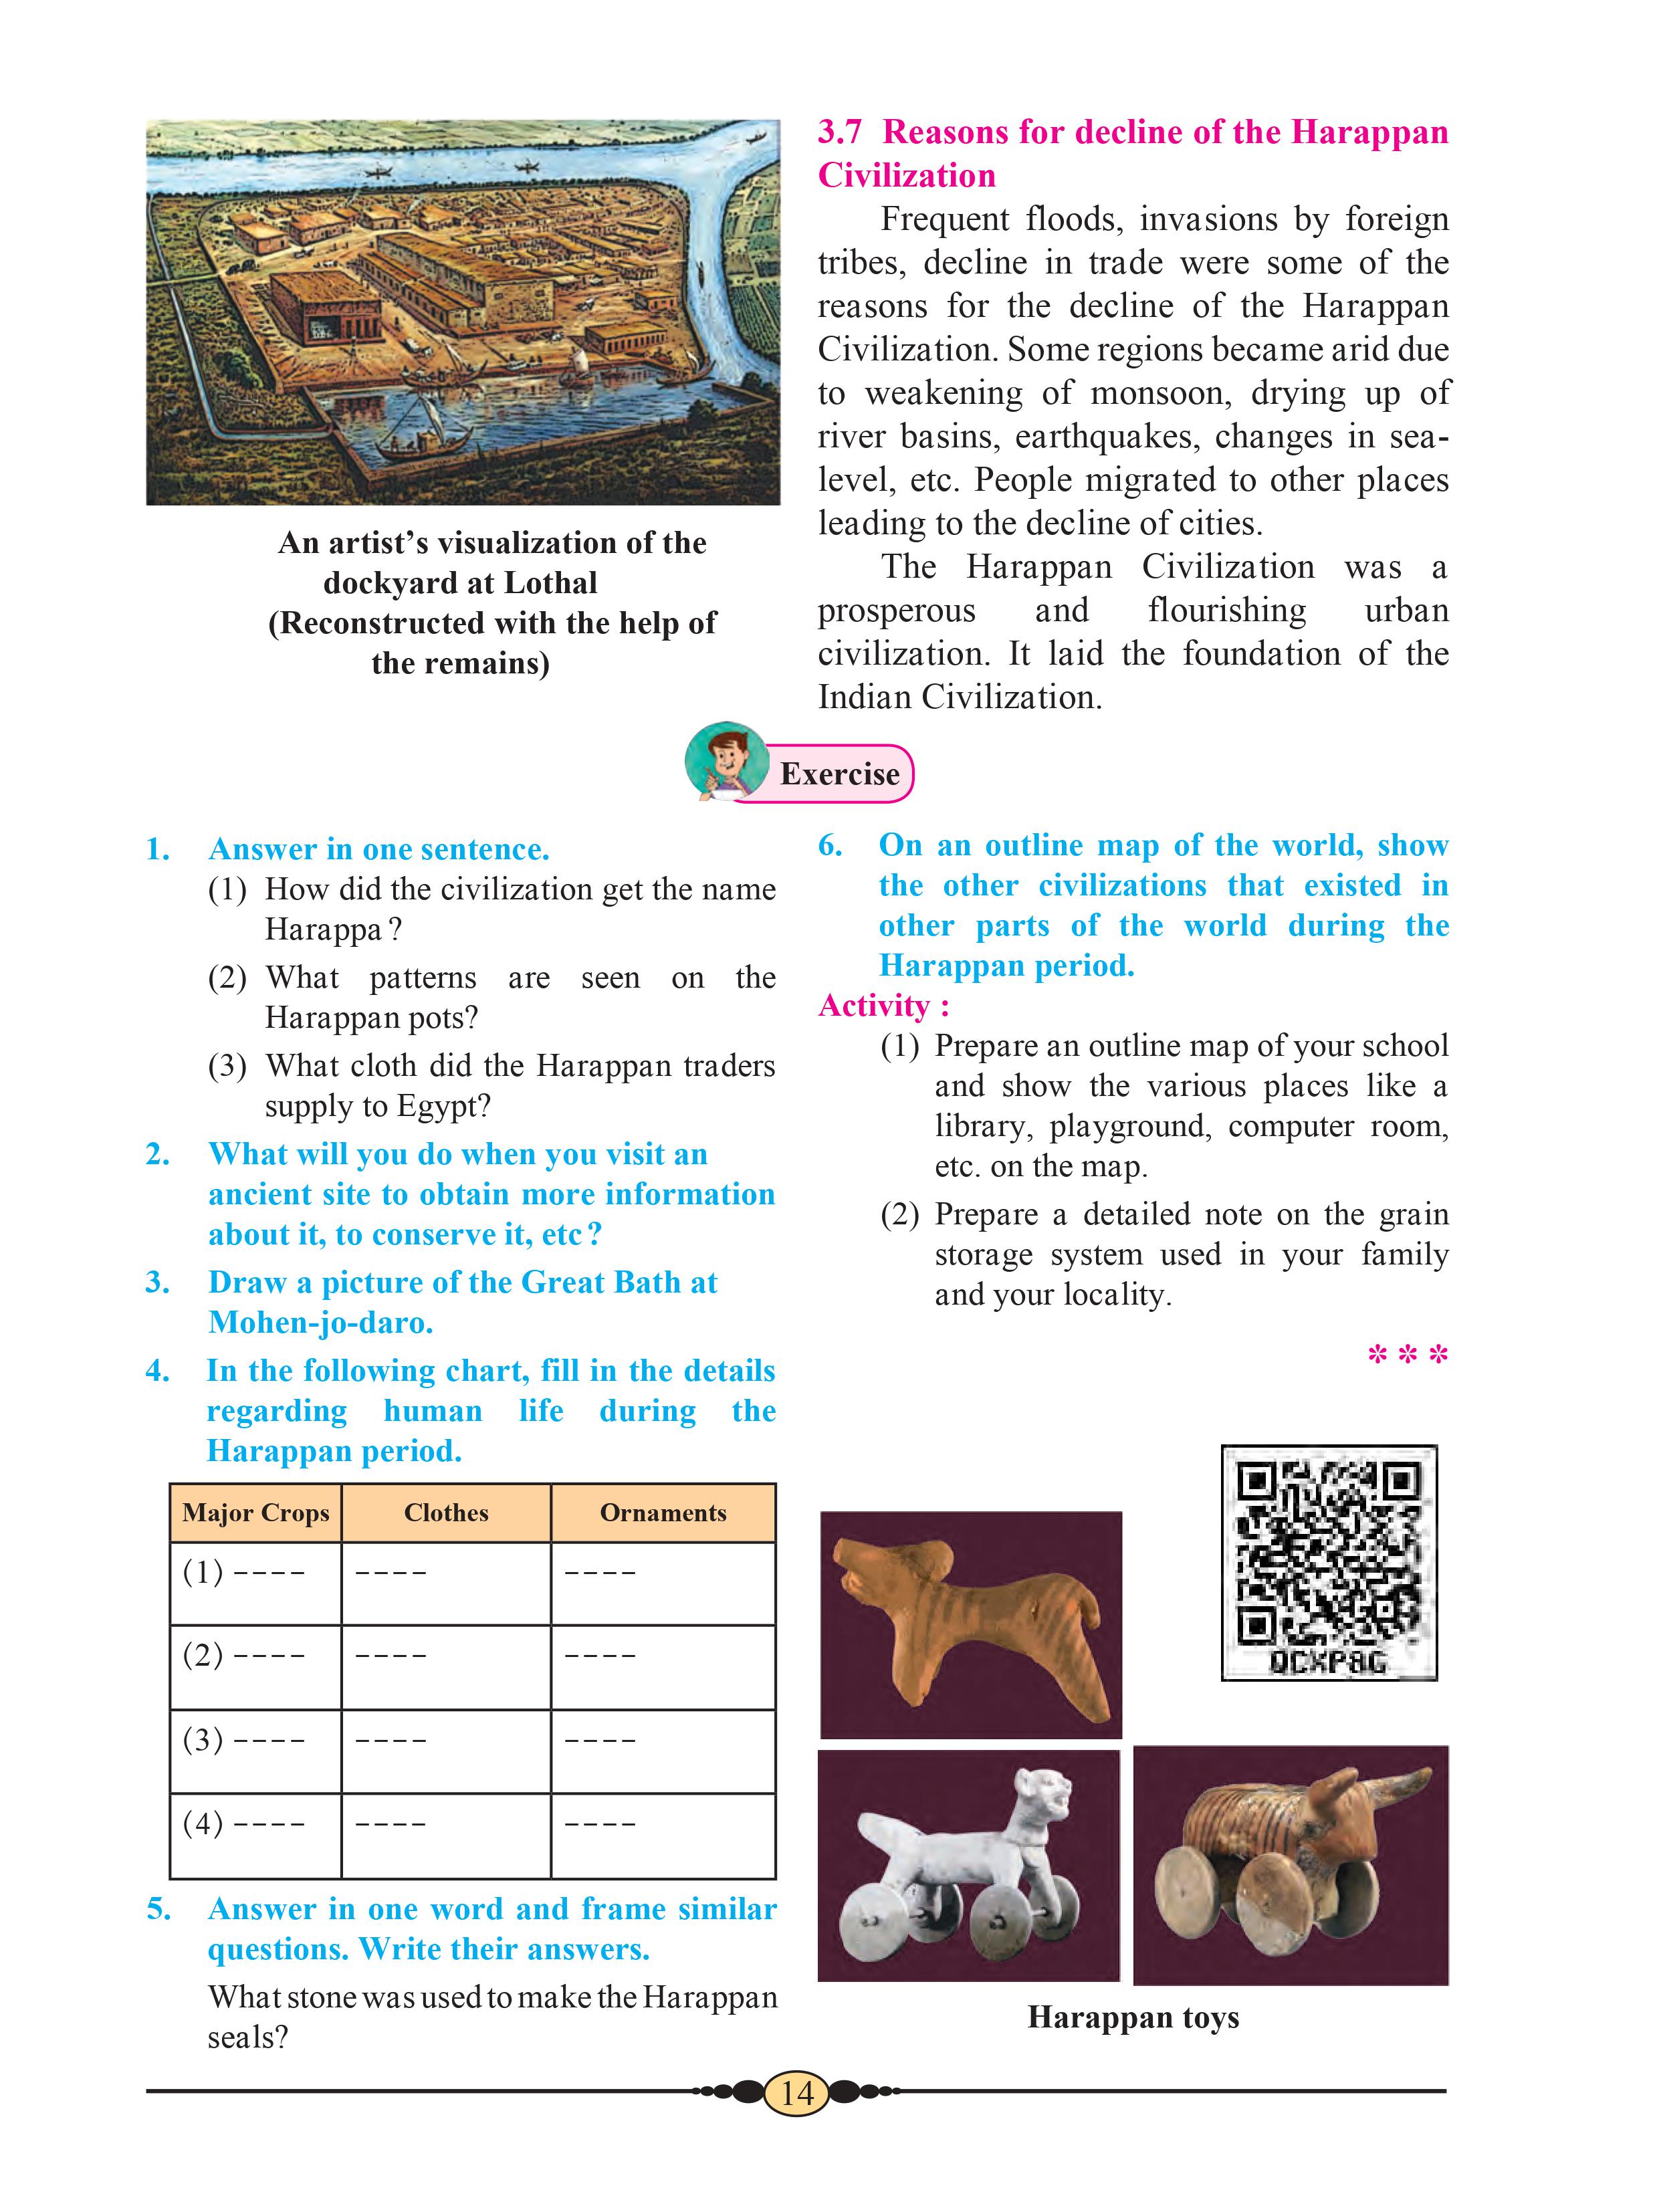 An artist’s visualization of the
dockyard at Lothal
(Reconstructed with the help of
the remains)
3.7 Reasons for decline of the Harappan
Civilization
Frequent floods, invasions by foreign
tribes, decline in trade were some of the
reasons for the decline of the Harappan
Civilization. Some regions became arid due
to weakening of monsoon, drying up of
river basins, earthquakes, changes in sea-
level, etc. People migrated to other places
leading to the decline of cities.
The Harappan Civilization was a
prosperous and flourishing urban
civilization. It laid the foundation of the
Indian Civilization.
Exercise
1. Answer in one sentence.
(1) How did the civilization get the name
Harappa ?
(2) What patterns are seen on the
Harappan pots?
(3) What cloth did the Harappan traders
supply to Egypt?
2. What will you do when you visit an
ancient site to obtain more information
about it, to conserve it, etc ?
3. Draw a picture of the Great Bath at
Mohen-jo-daro.
4. In the following chart, fill in the details
regarding human life during the
Harappan period.
Major Crops Clothes Ornaments
(1) ---- ---- ----
(2) ---- ---- ----
(3) ---- ---- ----
(4) ---- ---- ----
5. Answer in one word and frame similar
questions. Write their answers.
What stone was used to make the Harappan
seals?
6. On an outline map of the world, show
the other civilizations that existed in
other parts of the world during the
Harappan period.
Activity :
(1) Prepare an outline map of your school
and show the various places like a
library, playground, computer room,
etc. on the map.
(2) Prepare a detailed note on the grain
storage system used in your family
and your locality.
* * *
QCXP8G
Harappan toys
14